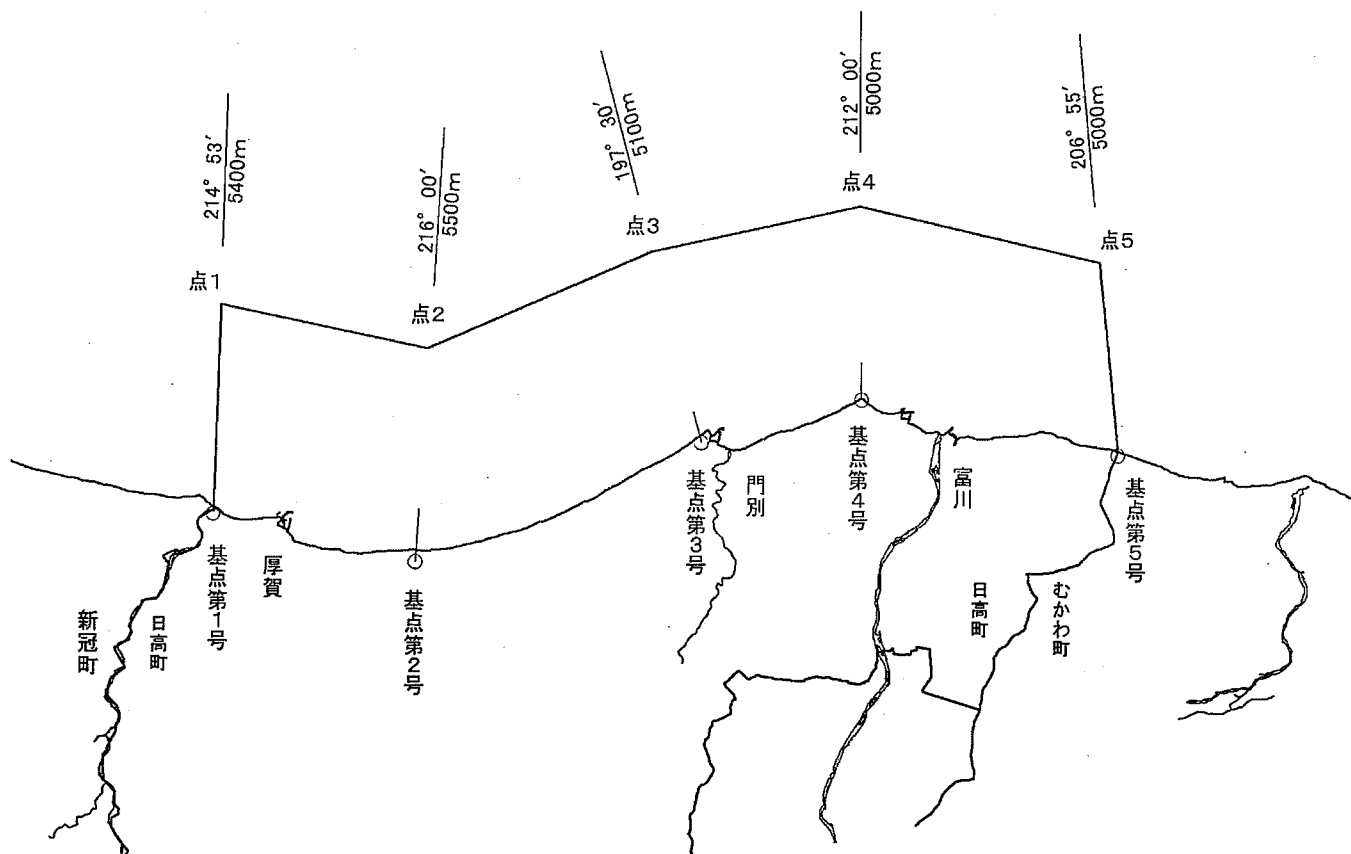 214° 53′
5400m
216° 00′
5500m
197° 30′
5100m
212° 00′
5000m
206° 55′
5000m
点1
点2
点3
点4
点5
基点第1号
基点第2号
基点第3号
基点第4号
基点第5号
新冠町
日高町
厚賀
門別
富川
日高町
むかわ町